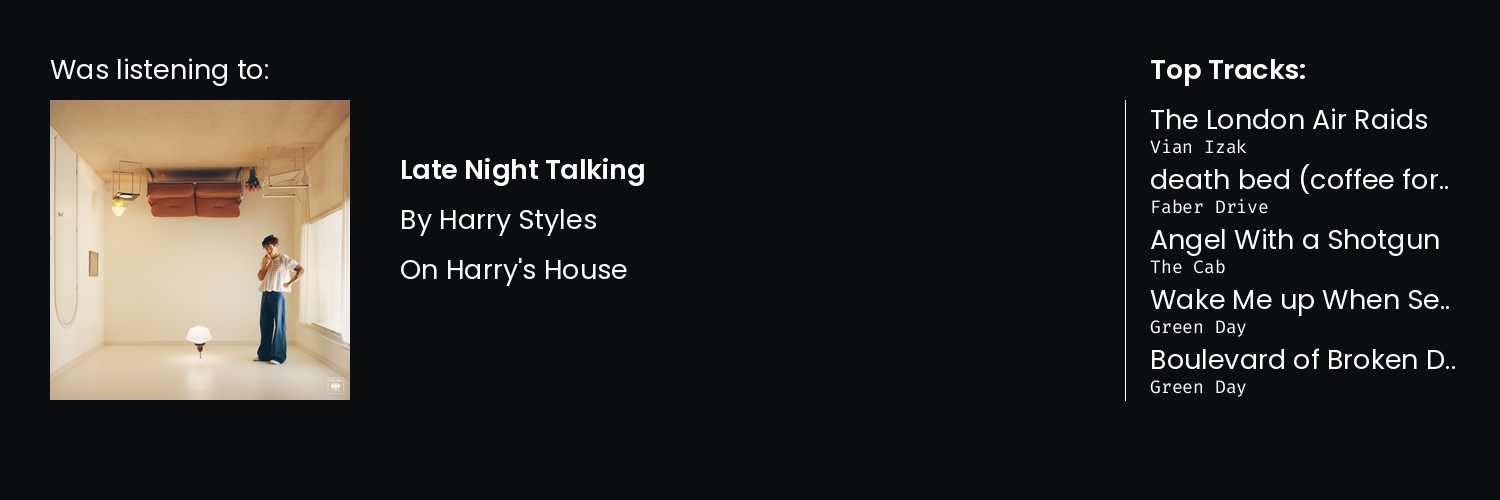 Was listening to:
Late Night Talking
By Harry Styles
On Harry's House
Top Tracks:
The London Air Raids
Vian Izak
death bed (coffee for..
Faber Drive
Angel With a Shotgun
The Cab
Wake Me up When Se..
Green Day
Boulevard of Broken D..
Green Day